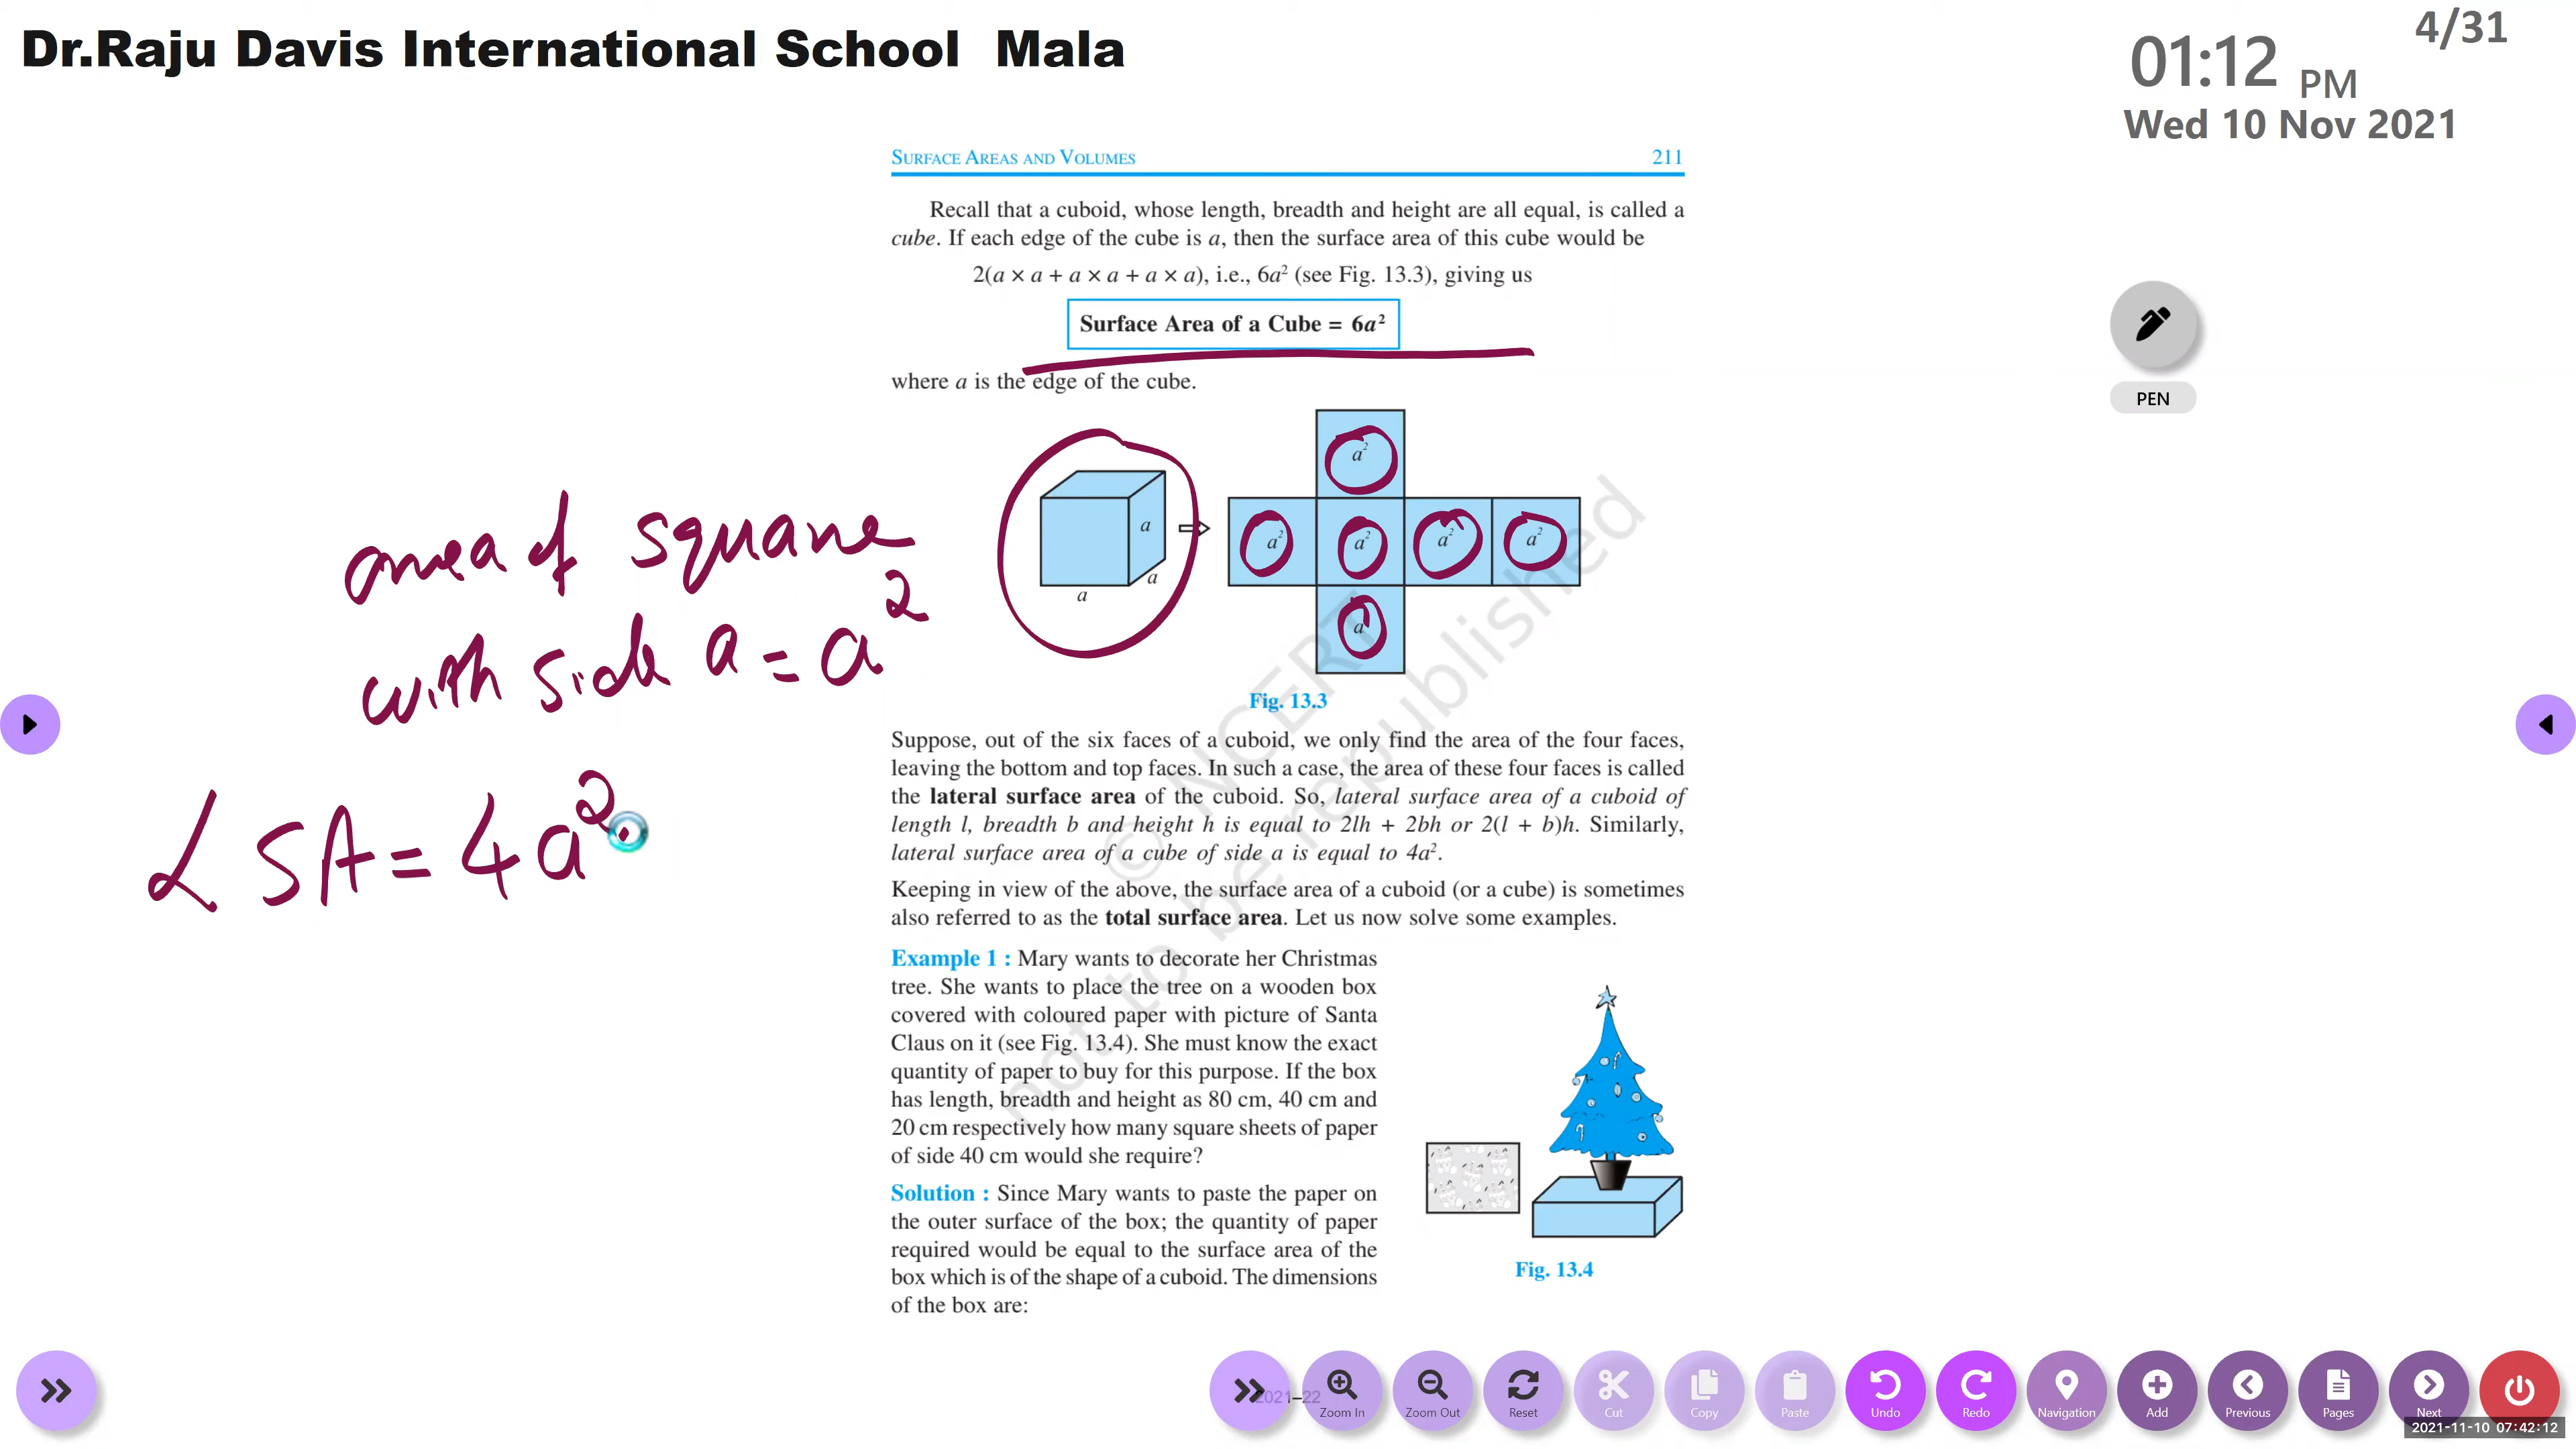 Dr.Raju Davis International School Mala
4/31
01:12 PM
Wed 10 Nov 2021
SURFACE AREAS AND VOLUMES 211
Recall that a cuboid, whose length, breadth and height are all equal, is called a
cube. If each edge of the cube is a, then the surface area of this cube would be
2(a × a + a × a + a × a), i.e., 6a² (see Fig. 13.3), giving us
Surface Area of a Cube = 6a²
where a is the edge of the cube.
PEN
a²
a² a² a² a²
a
a
a
a
area of square
with side a = a²
Fig. 13.3
Suppose, out of the six faces of a cuboid, we only find the area of the four faces,
leaving the bottom and top faces. In such a case, the area of these four faces is called
the lateral surface area of the cuboid. So, lateral surface area of a cuboid of
length l, breadth b and height h is equal to 2lh + 2bh or 2(l + b)h. Similarly,
lateral surface area of a cube of side a is equal to 4a².
LSA = 4a².
Keeping in view of the above, the surface area of a cuboid (or a cube) is sometimes
also referred to as the total surface area. Let us now solve some examples.
Example 1 : Mary wants to decorate her Christmas
tree. She wants to place the tree on a wooden box
covered with coloured paper with picture of Santa
Claus on it (see Fig. 13.4). She must know the exact
quantity of paper to buy for this purpose. If the box
has length, breadth and height as 80 cm, 40 cm and
20 cm respectively how many square sheets of paper
of side 40 cm would she require?
Solution : Since Mary wants to paste the paper on
the outer surface of the box; the quantity of paper
required would be equal to the surface area of the
box which is of the shape of a cuboid. The dimensions
of the box are:
Fig. 13.4
© NCERT
not to be republished
2021–22
Zoom In Zoom Out Reset Cut Copy Paste Undo Redo Navigation Add Previous Pages Next
2021-11-10 07:42:12